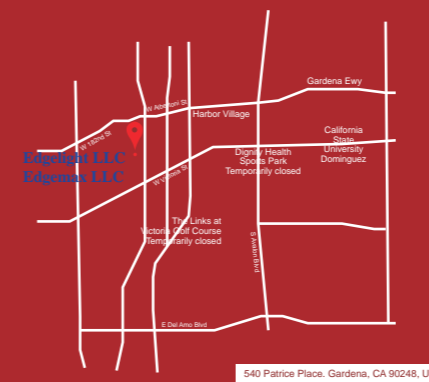 Gardena Ewy
W Albertoni St
Harbor Village
California
State
University
Dominguez
W 182nd St
Edgelight LLC
Edgemax LLC
Dignity Health
Sports Park
Temporarily closed
W Victoria St
The Links at
Victoria Golf Course
Temporarily closed
S Avalon Blvd
E Del Amo Blvd
540 Patrice Place. Gardena, CA 90248, U